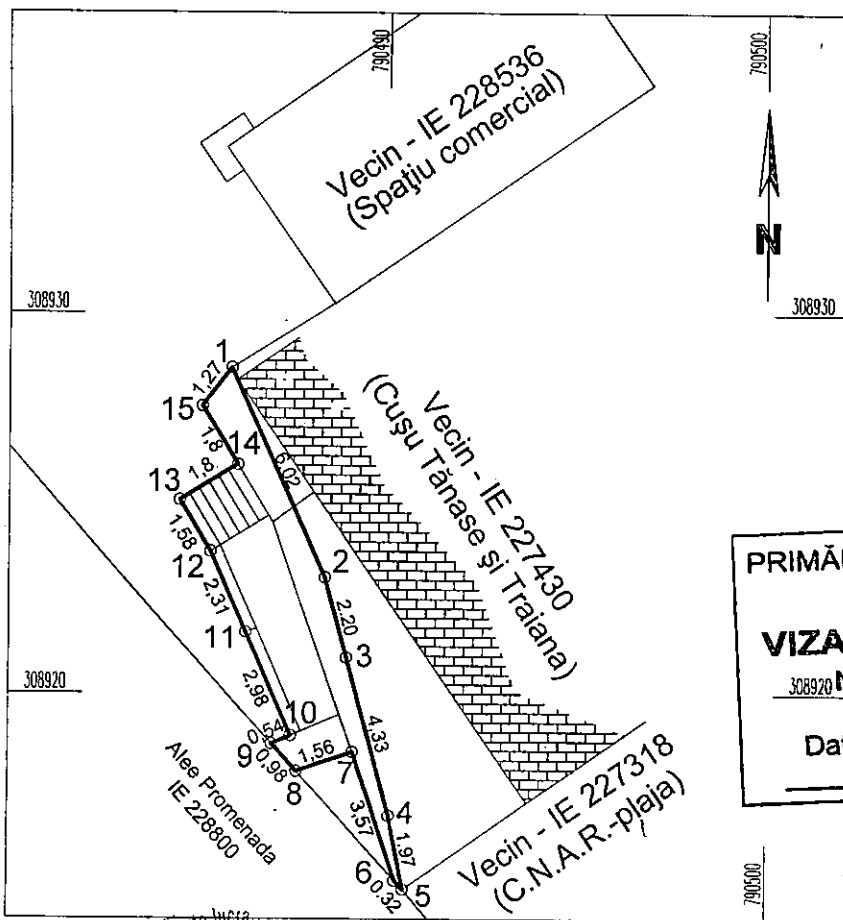 790490
790500
Vecin - IE 228536
(Spațiu comercial)
N
308930
308930
1
1,27
15
1,8
14
6.02
13
1,8
1,58
12
2
2,31
2.20
11
3
Vecin - IE 227430
(Cușu Tănase și Traiana)
PRIMĂ
VIZA
308920
308920 N
Dat
2,98
10
0,54
9
0,98
1,56
8
7
4,33
Alee Promenada
IE 228800
3,57
4
1.97
6
0.32
5
Vecin - IE 227318
(C.N.A.R.-plaja)
790500